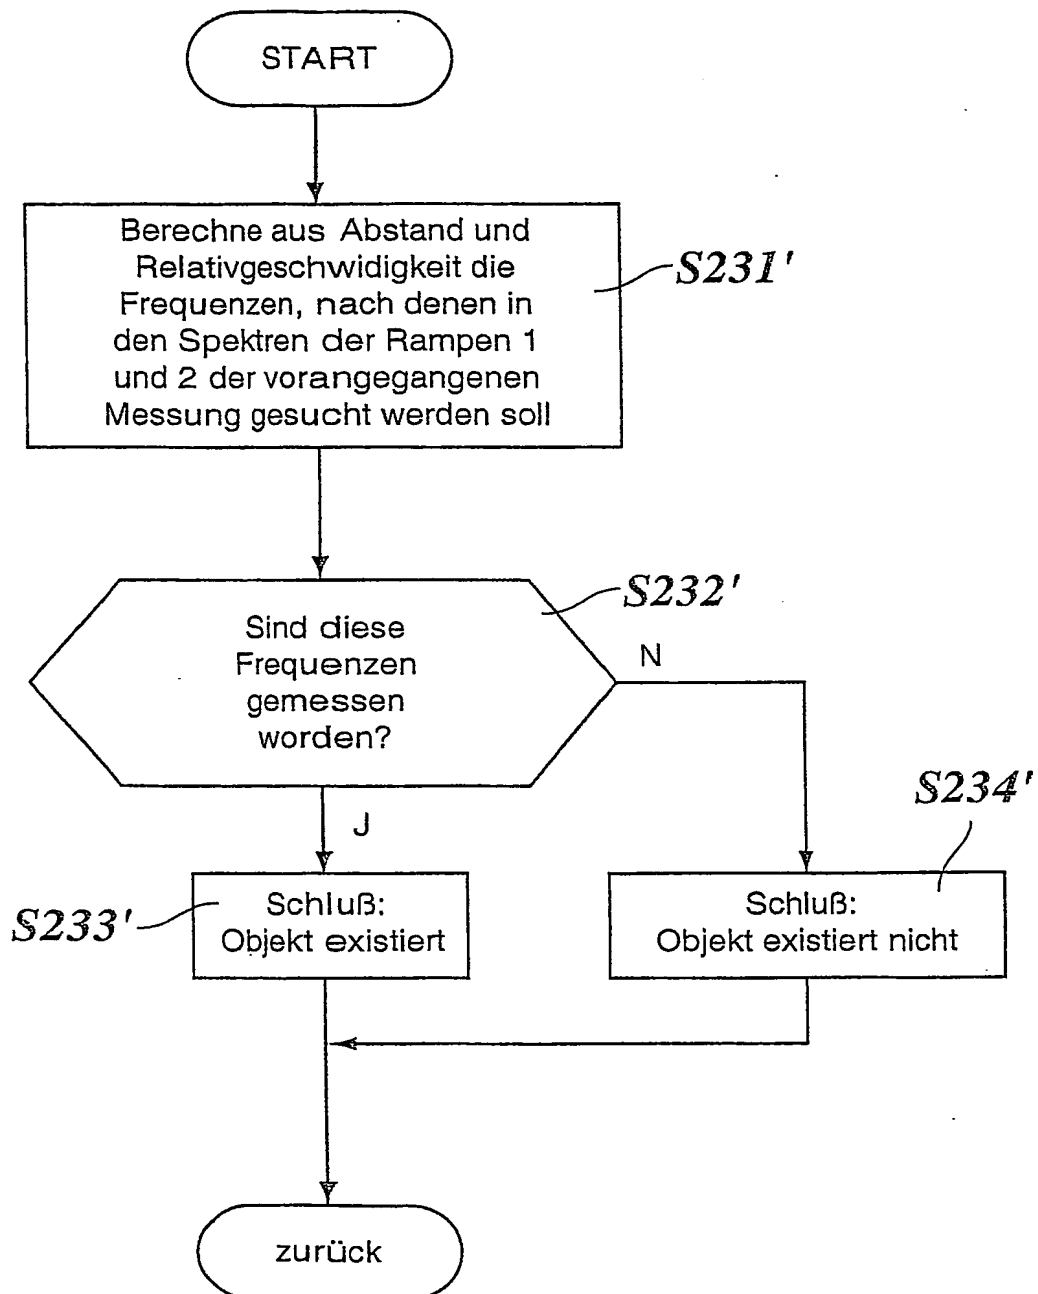 START
Berechne aus Abstand und
Relativgeschwidigkeit die
Frequenzen, nach denen in
den Spektren der Rampen 1
und 2 der vorangegangenen
Messung gesucht werden soll
S231'
S232'
Sind diese
Frequenzen
gemessen
worden?
N
J
S234'
S233'
Schluß:
Objekt existiert
Schluß:
Objekt existiert nicht
zurück